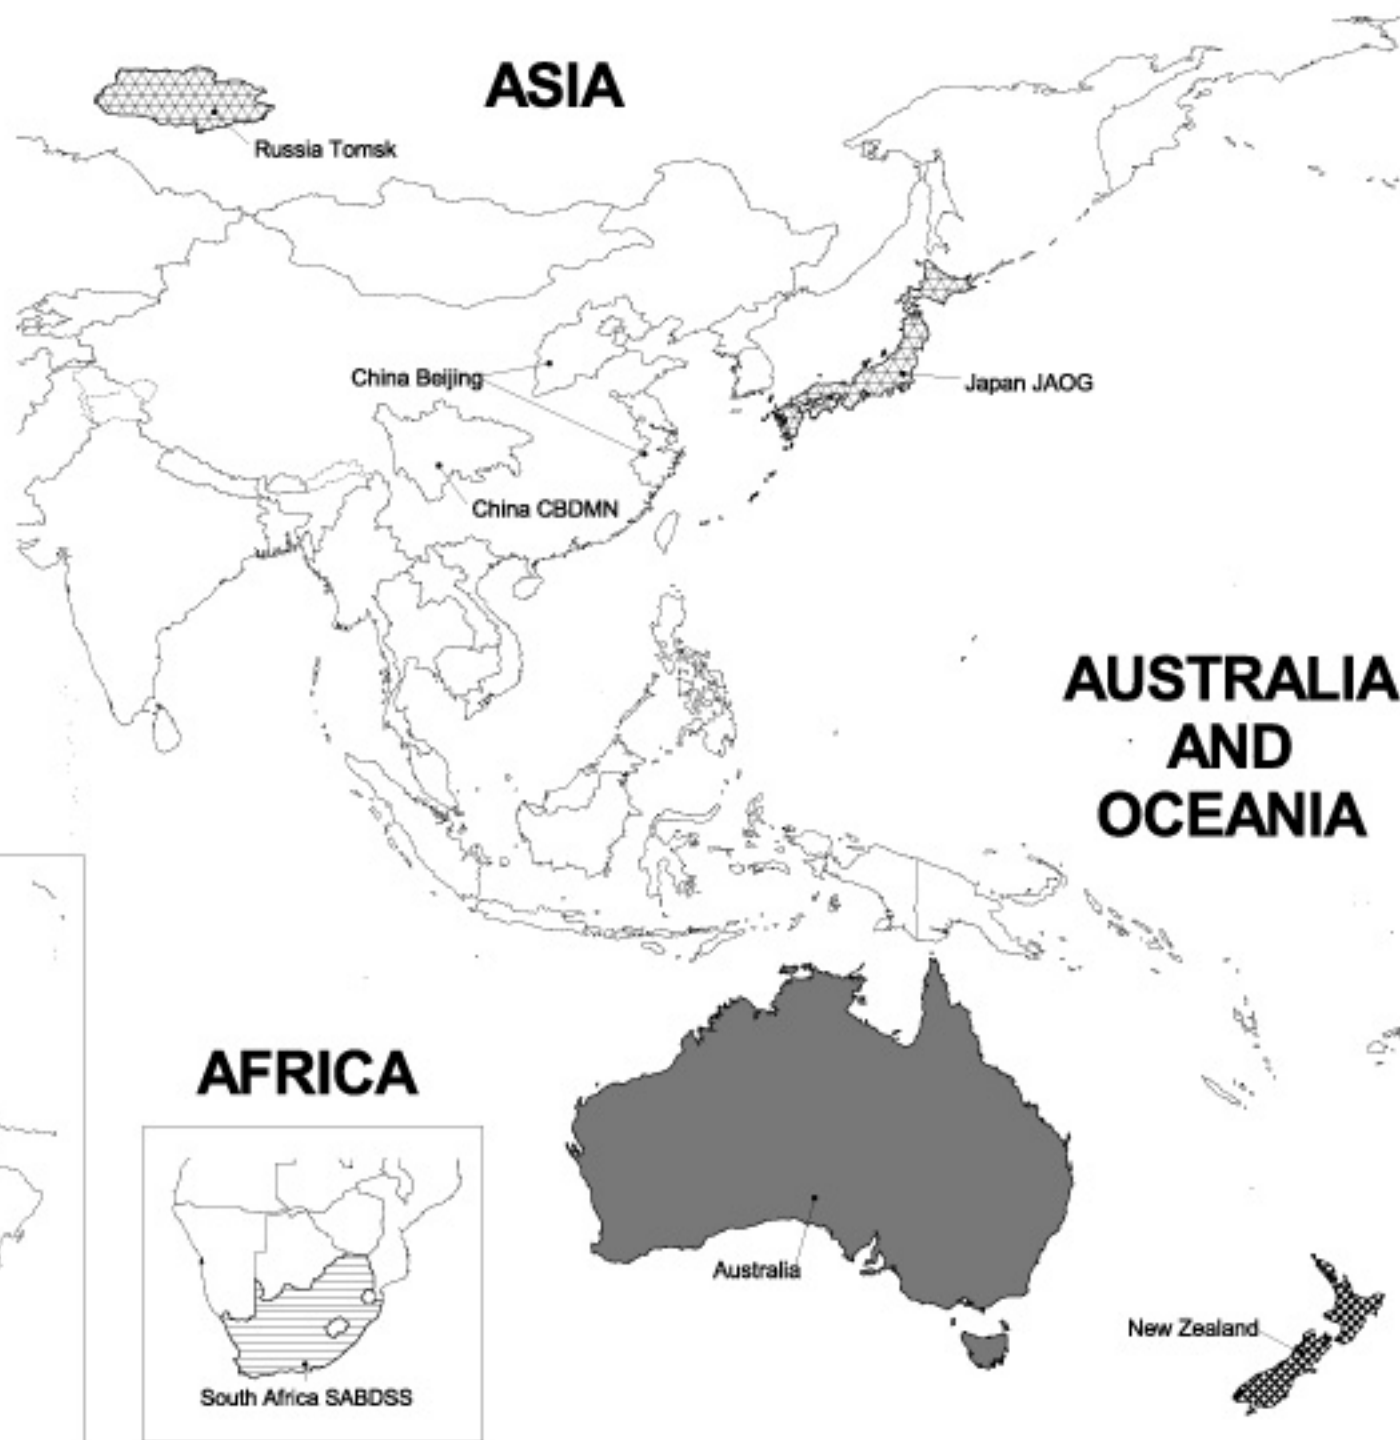 ASIA
Russia Tomsk
China Beijing
Japan JAOG
China CBDMN
AUSTRALIA
AND
OCEANIA
AFRICA
Australia
New Zealand
South Africa SABDSS